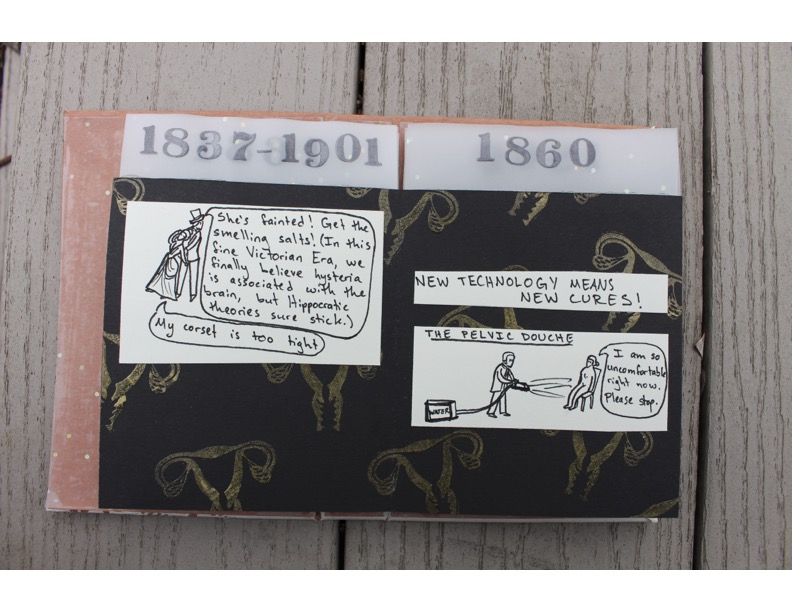 1837-1901
She's fainted! Get the
smelling salts! (In this
fine Victorian Era, we
finally believe hysteria
is associated with the
brain, but Hippocratic
theories sure stick.)
My corset is too tight
1860
NEW TECHNOLOGY MEANS
NEW CURES!
THE PELVIC DOUCHE
I am so
uncomfortable
right now.
Please stop.
WATER